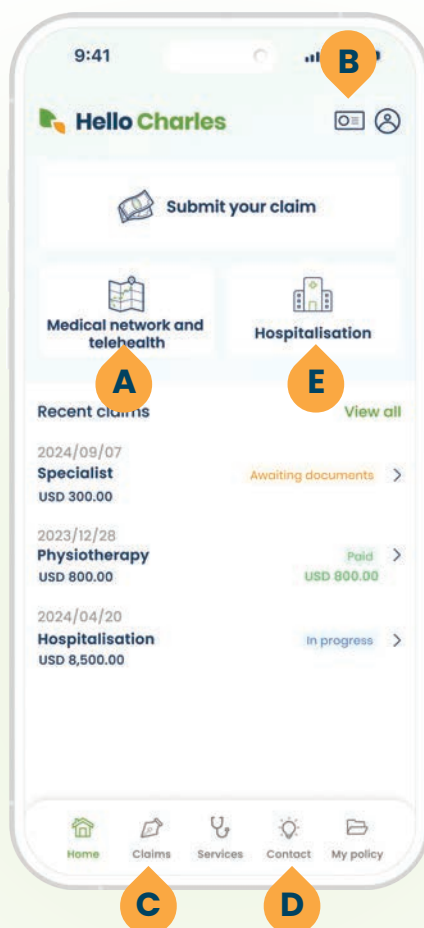 9:41
B
Hello Charles
Submit your claim
Medical network and
telehealth
Hospitalisation
A
E
Recent claims
View all
2024/09/07
Specialist
Awaiting documents
USD 300.00
2023/12/28
Physiotherapy
Paid
USD 800.00
USD 800.00
2024/04/20
Hospitalisation
In progress
USD 8,500.00
Home
Claims
Services
Contact
My policy
C
D